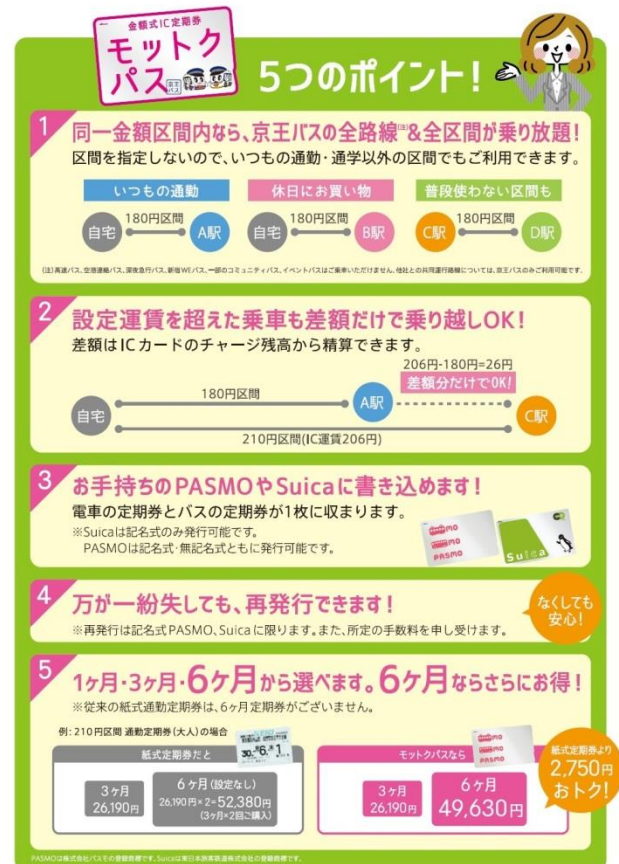 金額式IC定期券
モットク
パス
京王
バス
5つのポイント!
1
同一金額区間内なら、京王バスの全路線(注)&全区間が乗り放題!
区間を指定しないので、いつもの通勤・通学以外の区間でもご利用できます。
いつもの通勤
休日にお買い物
普段使わない区間も
自宅 180円区間 A駅
自宅 180円区間 B駅
C駅 180円区間 D駅
(注)高速バス、空港連絡バス、深夜急行バス、新宿WEバス、一部のコミュニティバス、イベントバスはご乗車いただけません。他社との共同運行路線については、京王バスのみご利用可能です。
2
設定運賃を超えた乗車も差額だけで乗り越しOK!
差額はICカードのチャージ残高から精算できます。
206円-180円=26円
差額分だけでOK!
180円区間
自宅
A駅
C駅
210円区間(IC運賃206円)
3
お手持ちのPASMOやSuicaに書き込めます!
電車の定期券とバスの定期券が1枚に収まります。
※Suicaは記名式のみ発行可能です。
PASMOは記名式・無記名式ともに発行可能です。
PASMO
Suica
4
万が一紛失しても、再発行できます!
※再発行は記名式PASMO、Suicaに限ります。また、所定の手数料を申し受けます。
なくしても
安心!
5
1ヶ月・3ヶ月・6ヶ月から選べます。6ヶ月ならさらにお得!
※従来の紙式通勤定期券は、6ヶ月定期券がございません。
例:210円区間 通勤定期券(大人)の場合
紙式定期券だと
30.-6.-1
3ヶ月
26,190円
6ヶ月(設定なし)
26,190円×2=52,380円
(3ヶ月×2回ご購入)
モットクパスなら
PASMO
3ヶ月
26,190円
6ヶ月
49,630円
紙式定期券より
2,750円
おトク!
PASMOは株式会社パスモの登録商標です。Suicaは東日本旅客鉄道株式会社の登録商標です。